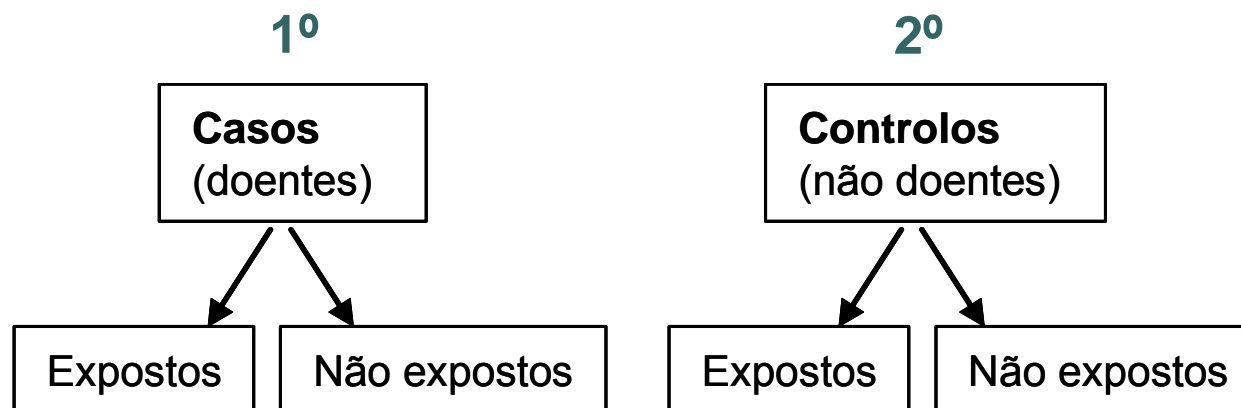 1º
2º
Casos
(doentes)
Controlos
(não doentes)
Expostos
Não expostos
Expostos
Não expostos